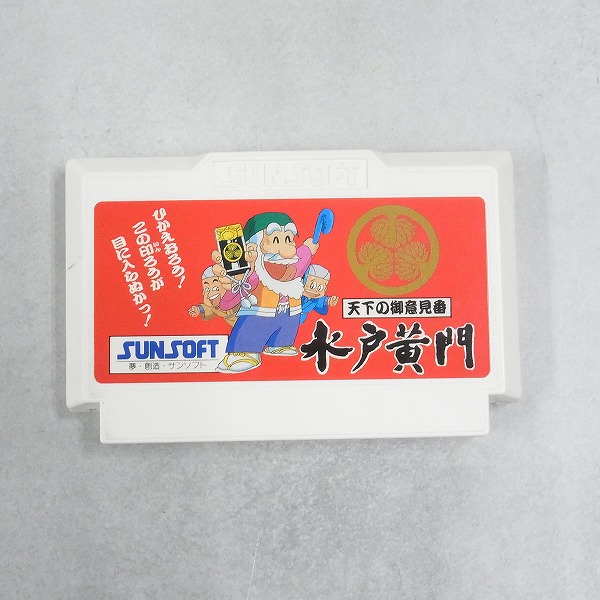 SUNSOFT
ひかえおろう!
この印ろうが
いん
目に入らぬかっ!
天下の御意見番
水戸黄門
SUNSOFT
夢・創造・サンソフト